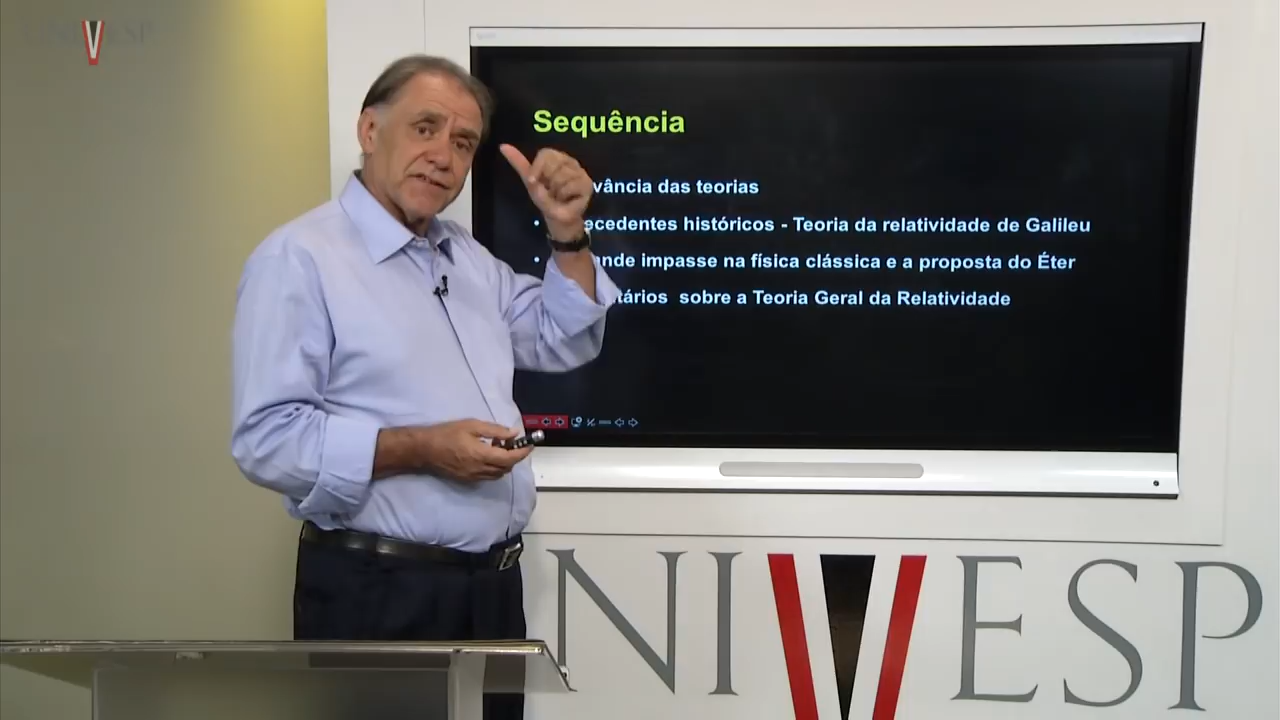 UNIVESP
Sequência
vância das teorias
ecedentes históricos - Teoria da relatividade de Galileu
nde impasse na física clássica e a proposta do Éter
tários sobre a Teoria Geral da Relatividade
UNIVESP